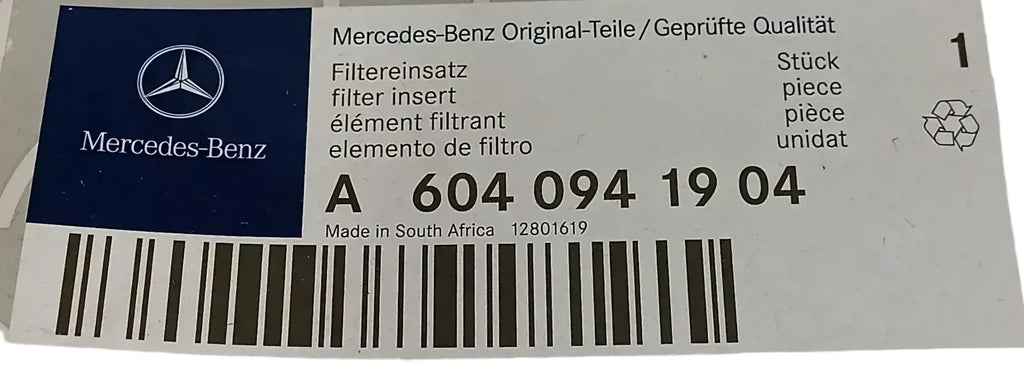 Mercedes-Benz
Mercedes-Benz Original-Teile/Geprüfte Qualität
Filtereinsatz Stück 1
filter insert piece
élément filtrant pièce
elemento de filtro unidat
A 604 094 19 04
Made in South Africa 12801619